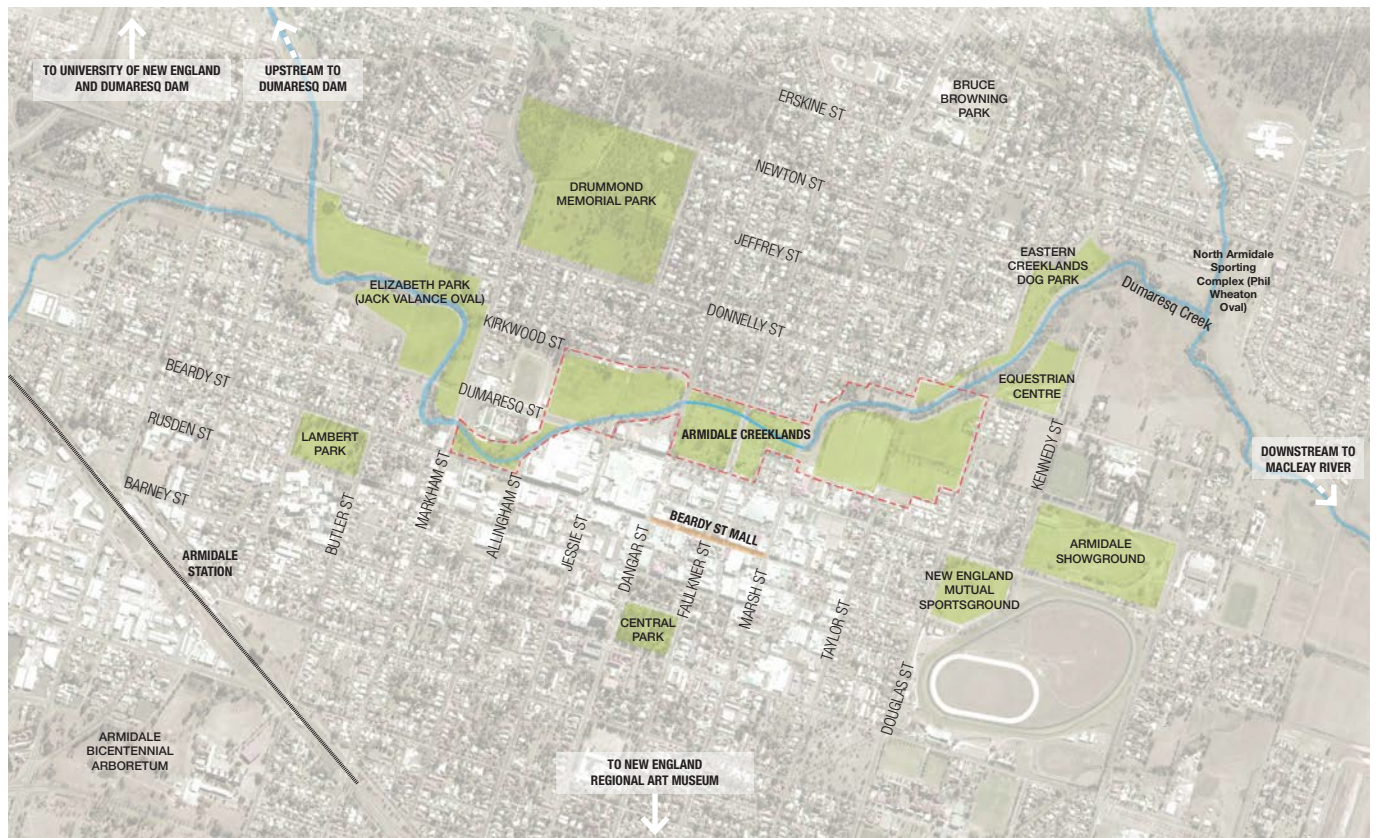 TO UNIVERSITY OF NEW ENGLAND
AND DUMARESQ DAM
UPSTREAM TO
DUMARESQ DAM
BRUCE
BROWNING
PARK
ERSKINE ST
NEWTON ST
DRUMMOND
MEMORIAL PARK
JEFFREY ST
EASTERN
CREEKLANDS
DOG PARK
North Armidale
Sporting
Complex (Phil
Wheaton
Oval)
Dumaresq Creek
ELIZABETH PARK
(JACK VALANCE OVAL)
KIRKWOOD ST
DONNELLY ST
BEARDY ST
DUMARESQ ST
EQUESTRIAN
CENTRE
RUSDEN ST
LAMBERT
PARK
ARMIDALE CREEKLANDS
KENNEDY ST
DOWNSTREAM TO
MACLEAY RIVER
BARNEY ST
BUTLER ST
MARKHAM ST
ALLINGHAM ST
JESSIE ST
DANGAR ST
BEARDY ST MALL
FAULKNER ST
MARSH ST
TAYLOR ST
DOUGLAS ST
ARMIDALE
STATION
ARMIDALE
SHOWGROUND
NEW ENGLAND
MUTUAL
SPORTSGROUND
CENTRAL
PARK
ARMIDALE
BICENTENNIAL
ARBORETUM
TO NEW ENGLAND
REGIONAL ART MUSEUM